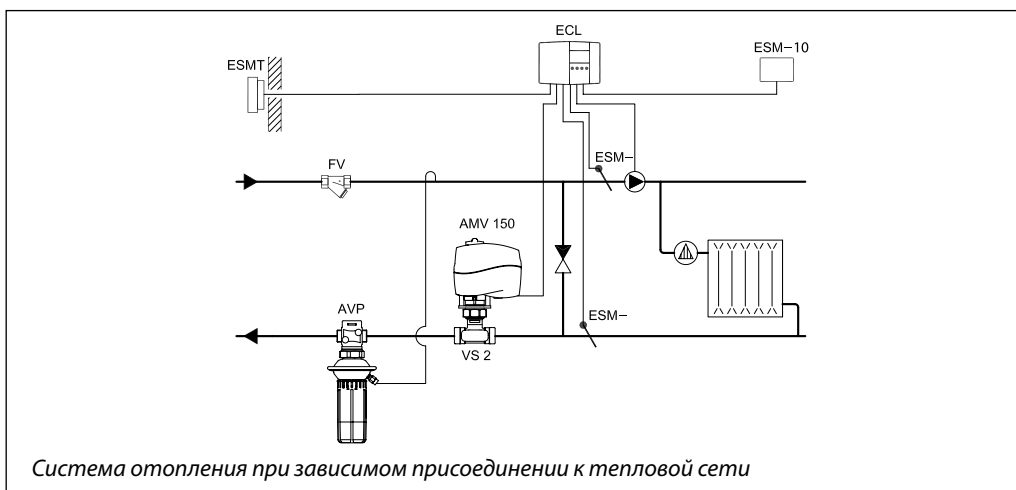 ECL
ESMT
ESM-10
FV
ESM-
AMV 150
AVP
ESM-
VS 2
Система отопления при зависимом присоединении к тепловой сети